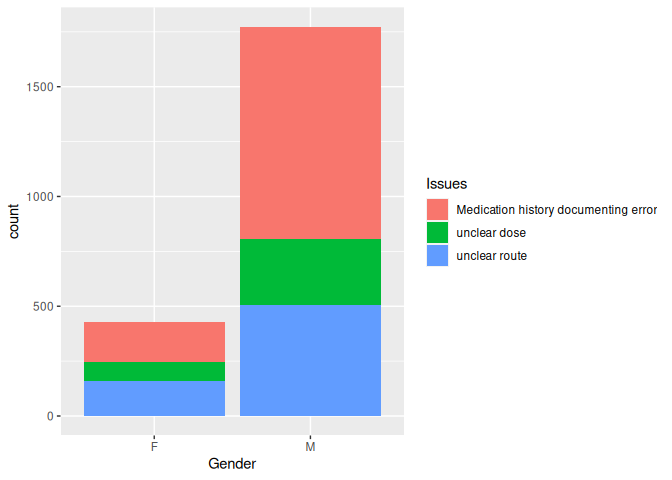 1500
1000
500
0
count
F
M
Gender
Issues
Medication history documenting error
unclear dose
unclear route